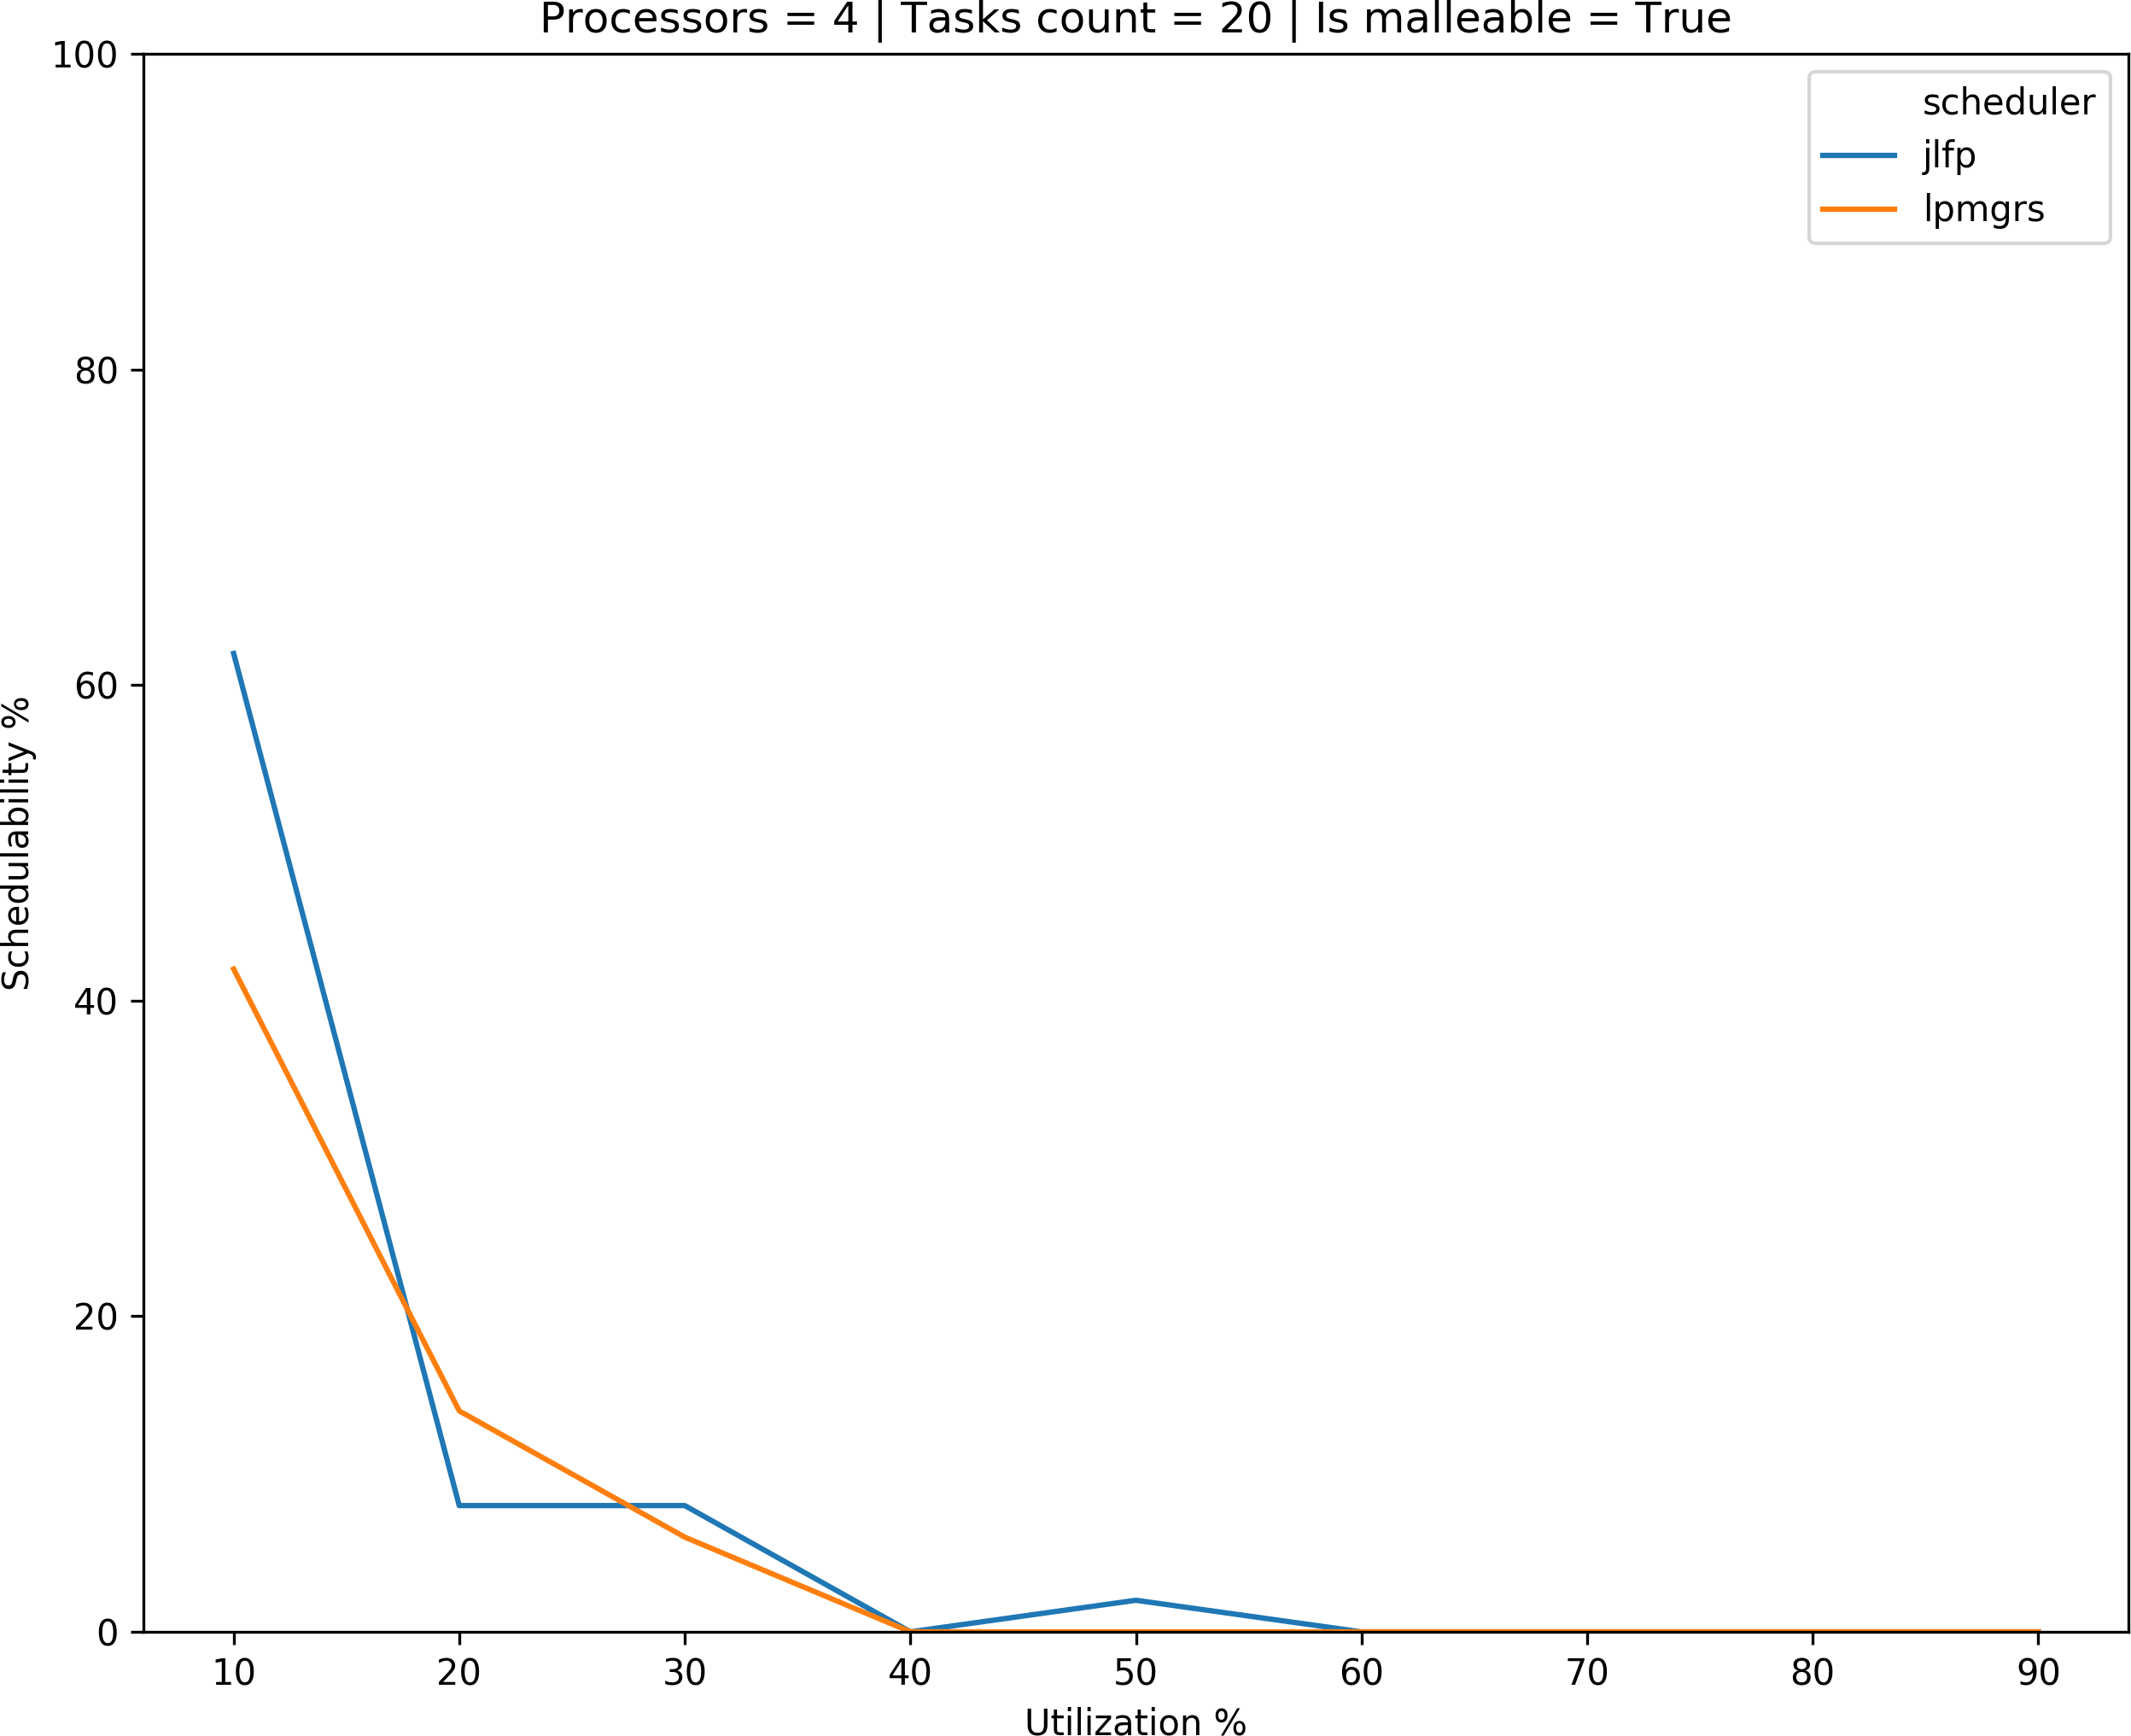 Processors = 4 | Tasks count = 20 | Is malleable = True
100
80
60
40
20
0
Schedulability %
scheduler
jlfp
lpmgrs
10 20 30 40 50 60 70 80 90
Utilization %